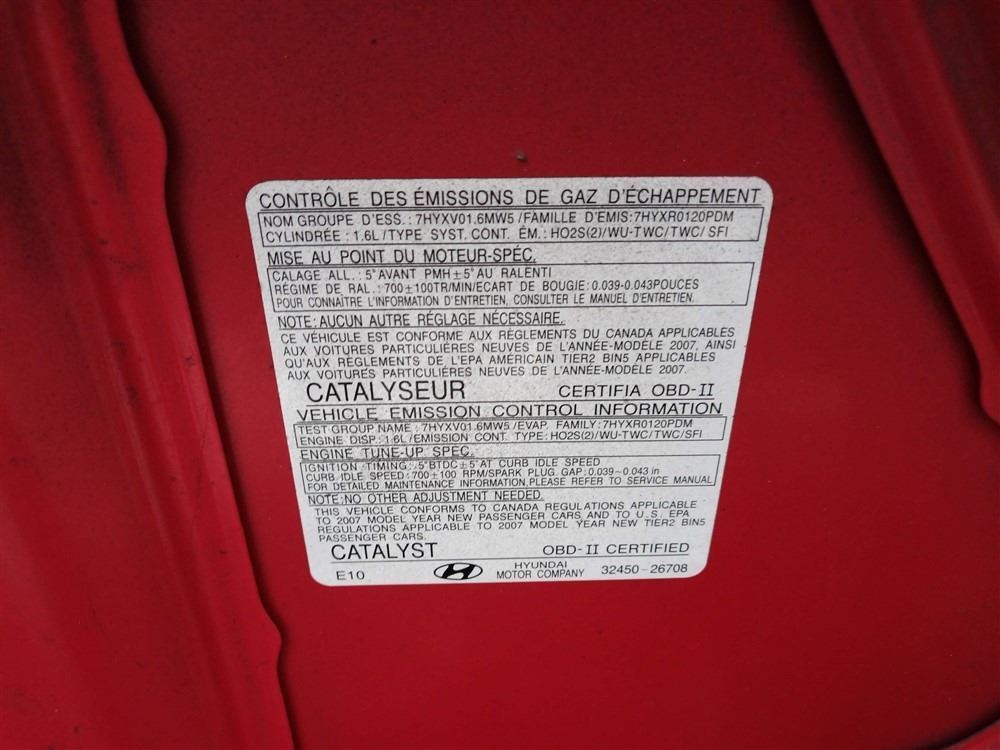 CONTRÔLE DES ÉMISSIONS DE GAZ D'ÉCHAPPEMENT
NOM GROUPE D'ESS.: 7HYXV01.6MW5 /FAMILLE D'EMIS:7HYXR0120PDM
CYLINDRÉE : 1.6L/TYPE SYST. CONT. ÉM.: HO2S(2)/WU-TWC/TWC/ SFI
MISE AU POINT DU MOTEUR-SPÉC.
CALAGE ALL. : 5°AVANT PMH±5°AU RALENTI
RÉGIME DE RAL.: 700±100TR/MIN/ECART DE BOUGIE: 0.039-0.043POUCES
POUR CONNAÎTRE L'INFORMATION D'ENTRETIEN, CONSULTER LE MANUEL D'ENTRETIEN.
NOTE:AUCUN AUTRE RÉGLAGE NÉCESSAIRE.
CE VÉHICULE EST CONFORME AUX RÈGLEMENTS DU CANADA APPLICABLES
AUX VOITURES PARTICULIÈRES NEUVES DE L'ANNÉE-MODÈLE 2007, AINSI
QU'AUX RÈGLEMENTS DE L'EPA AMÉRICAIN TIER2 BIN5 APPLICABLES
AUX VOITURES PARTICULIÈRES NEUVES DE L'ANNÉE-MODÈLE 2007.
CATALYSEUR CERTIFIA OBD-II
VEHICLE EMISSION CONTROL INFORMATION
TEST GROUP NAME : 7HYXV01.6MW5 /EVAP. FAMILY: 7HYXR0120PDM
ENGINE DISP.: 1.6L/EMISSION CONT. TYPE: HO2S(2)/WU-TWC/TWC/SFI
ENGINE TUNE-UP SPEC.
IGNITION TIMING: 5°BTDC±5°AT CURB IDLE SPEED
CURB IDLE SPEED:700±100 RPM/SPARK PLUG GAP:0.039-0.043 in
FOR DETAILED MAINTENANCE INFORMATION, PLEASE REFER TO SERVICE MANUAL
NOTE:NO OTHER ADJUSTMENT NEEDED.
THIS VEHICLE CONFORMS TO CANADA REGULATIONS APPLICABLE
TO 2007 MODEL YEAR NEW PASSENGER CARS AND TO U.S. EPA
REGULATIONS APPLICABLE TO 2007 MODEL YEAR NEW TIER2 BIN5
PASSENGER CARS.
CATALYST OBD-II CERTIFIED
E10 HYUNDAI MOTOR COMPANY 32450-26708